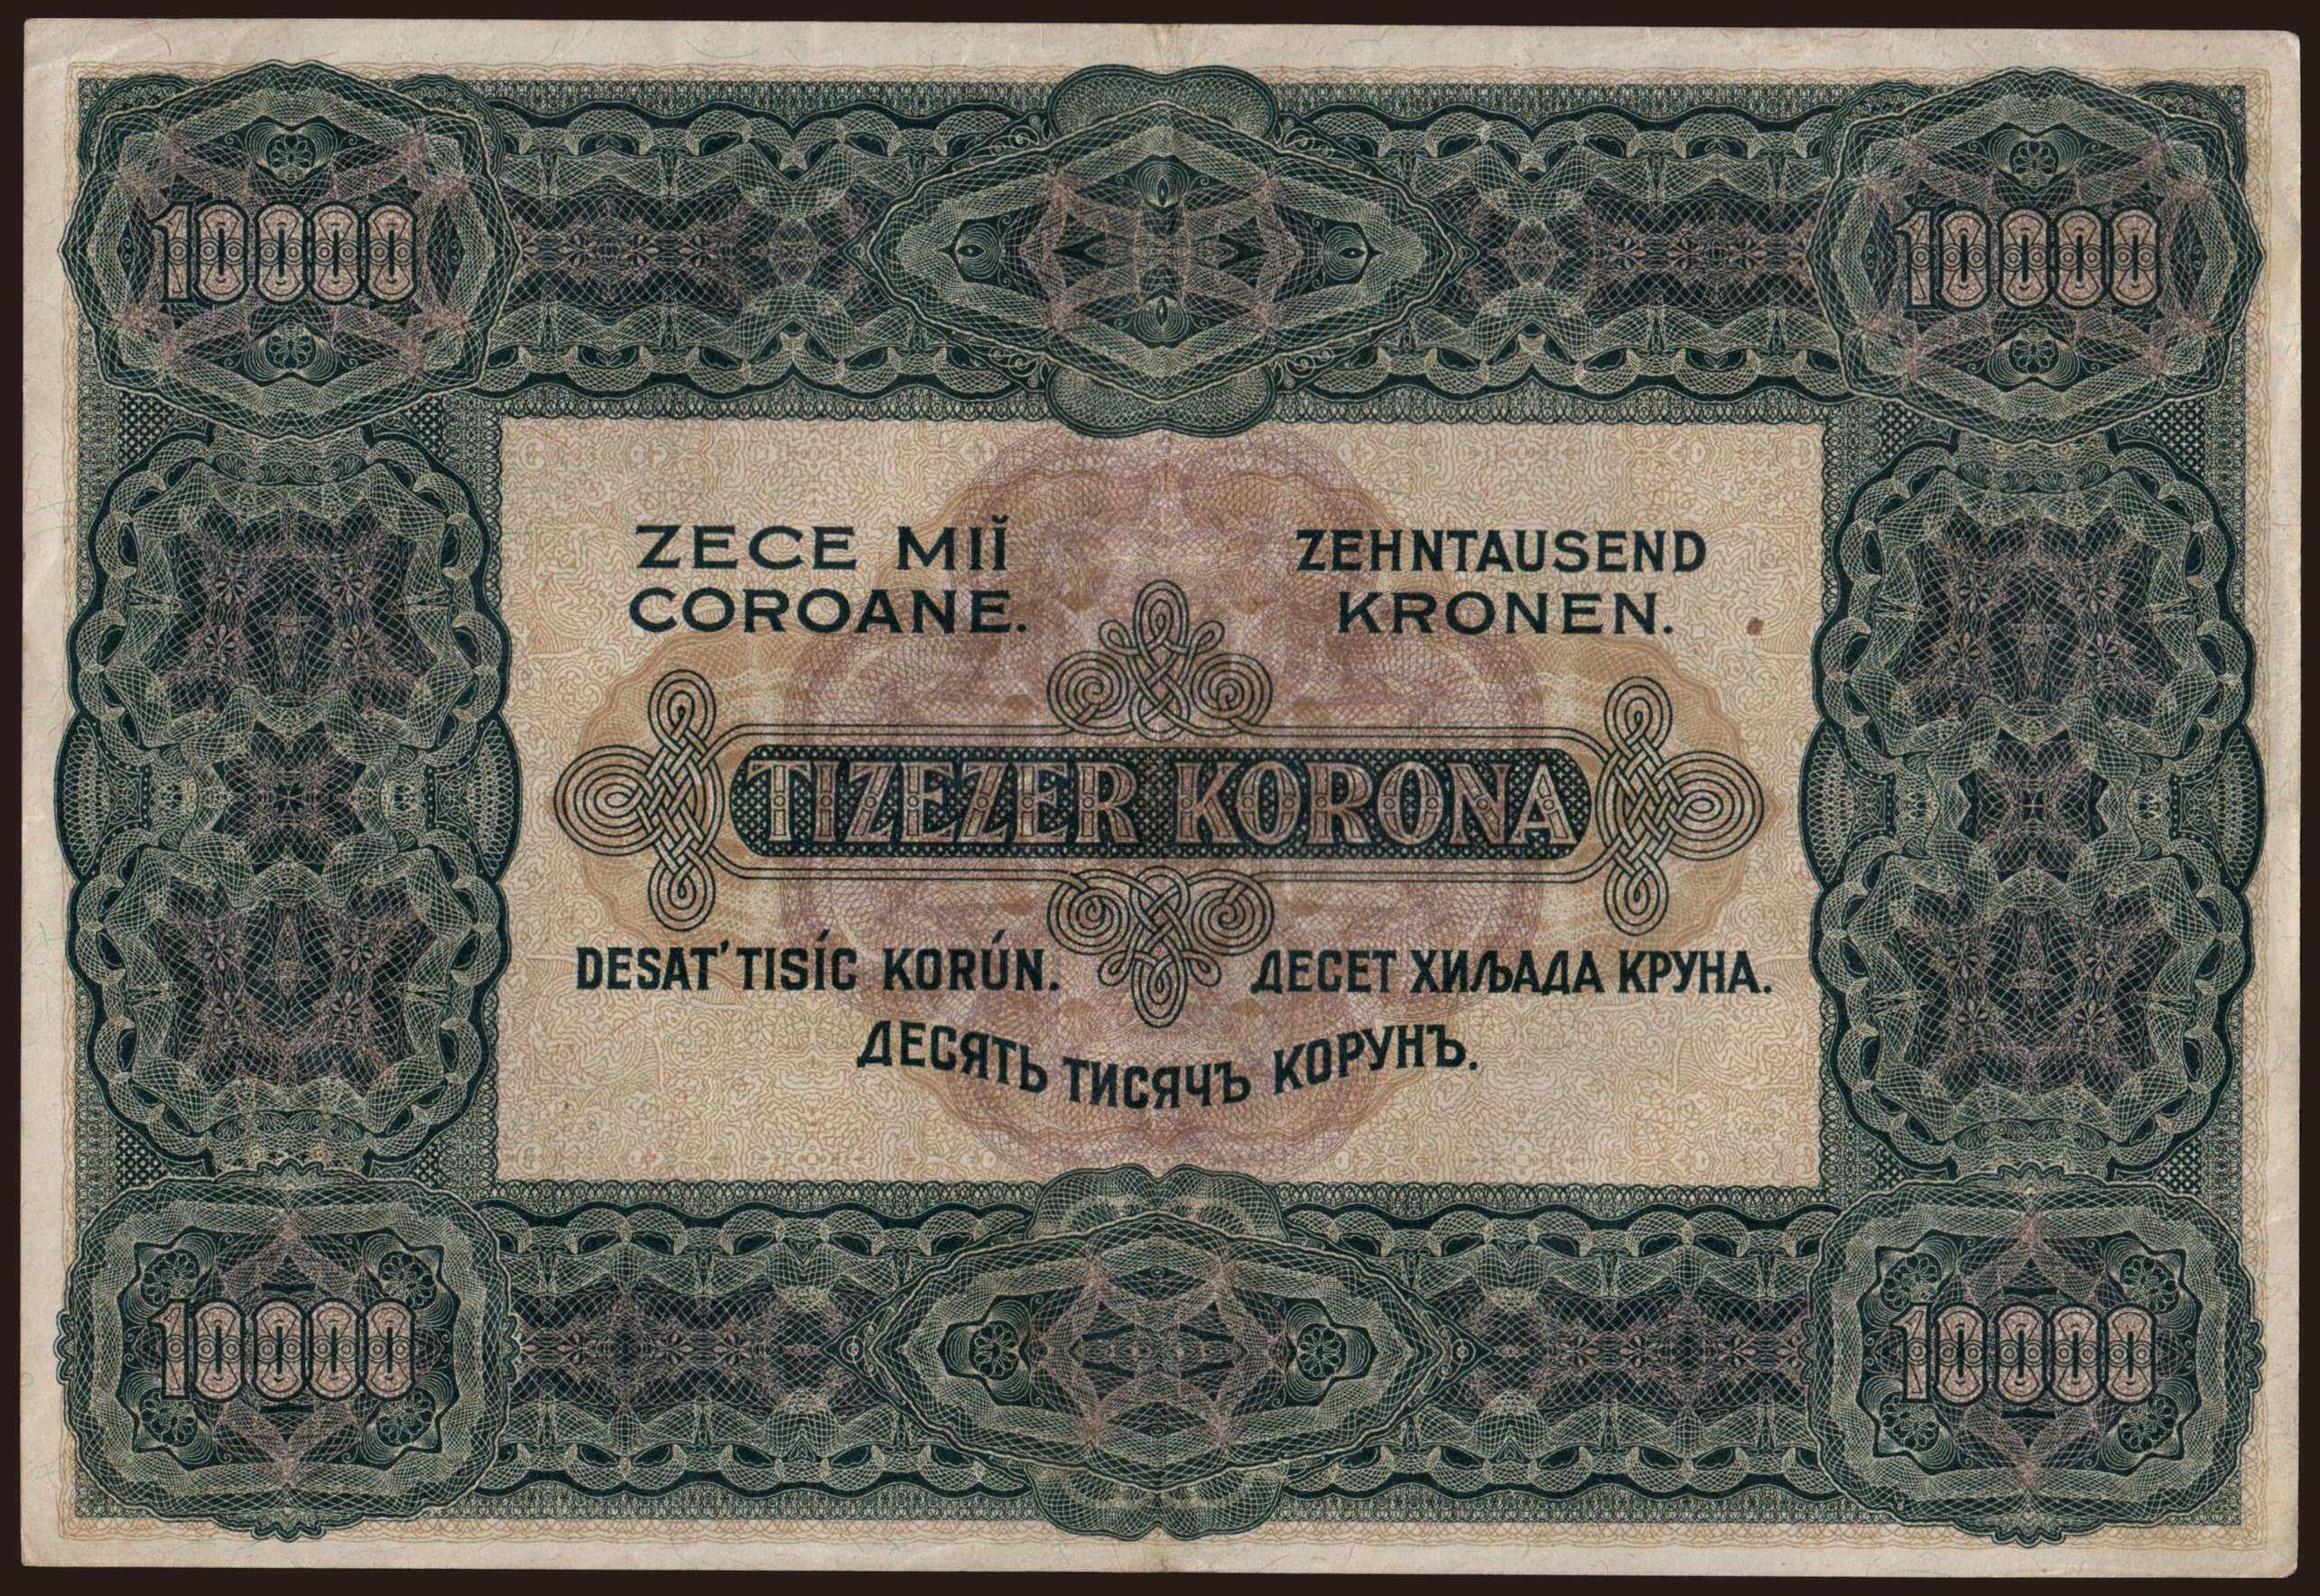 10000
10000
ZECE MIĬ
COROANE.
ZEHNTAUSEND
KRONEN.
TIZEZER KORONA
DESAT' TISÍC KORÚN.
ДЕСЕТ ХИЉАДА КРУНА.
ДЕСЯТЬ ТИСЯЧЪ КОРУНЪ.
10000
10000